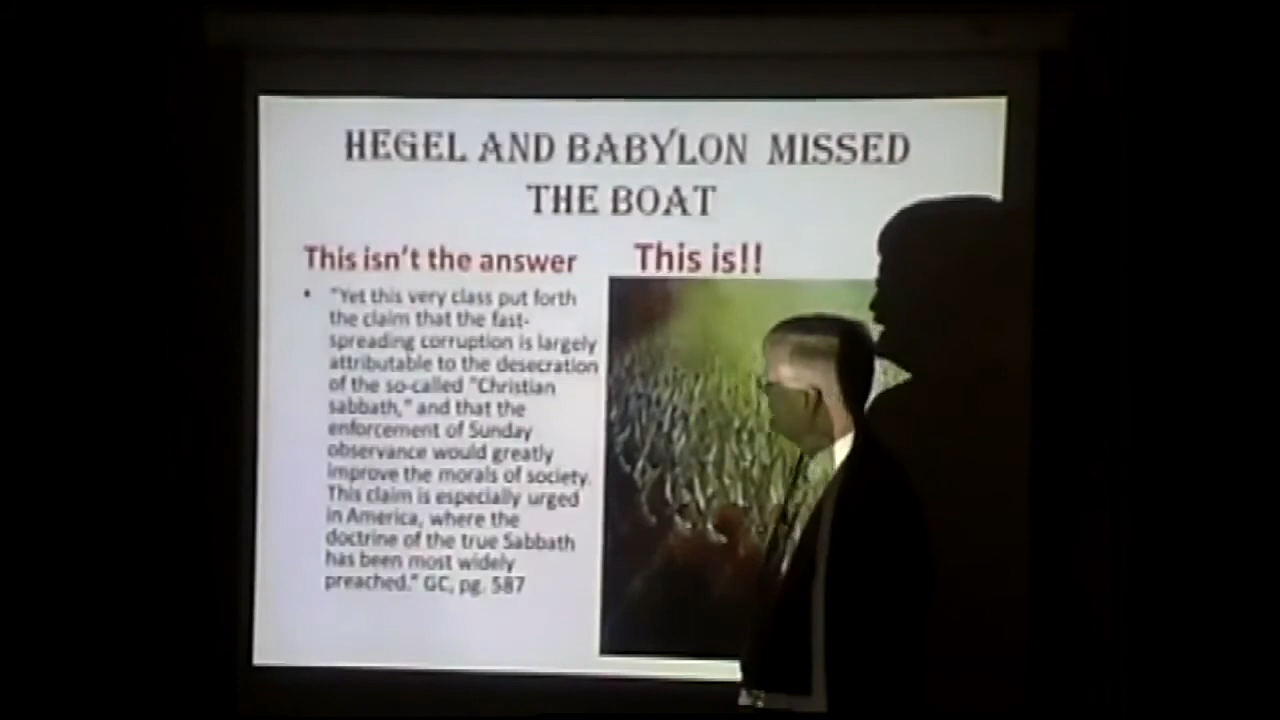 HEGEL AND BABYLON MISSED
THE BOAT
This isn't the answer
This is!!
• "Yet this very class put forth
the claim that the fast-
spreading corruption is largely
attributable to the desecration
of the so-called "Christian
sabbath," and that the
enforcement of Sunday
observance would greatly
improve the morals of society.
This claim is especially urged
in America, where the
doctrine of the true Sabbath
has been most widely
preached." GC, pg. 587